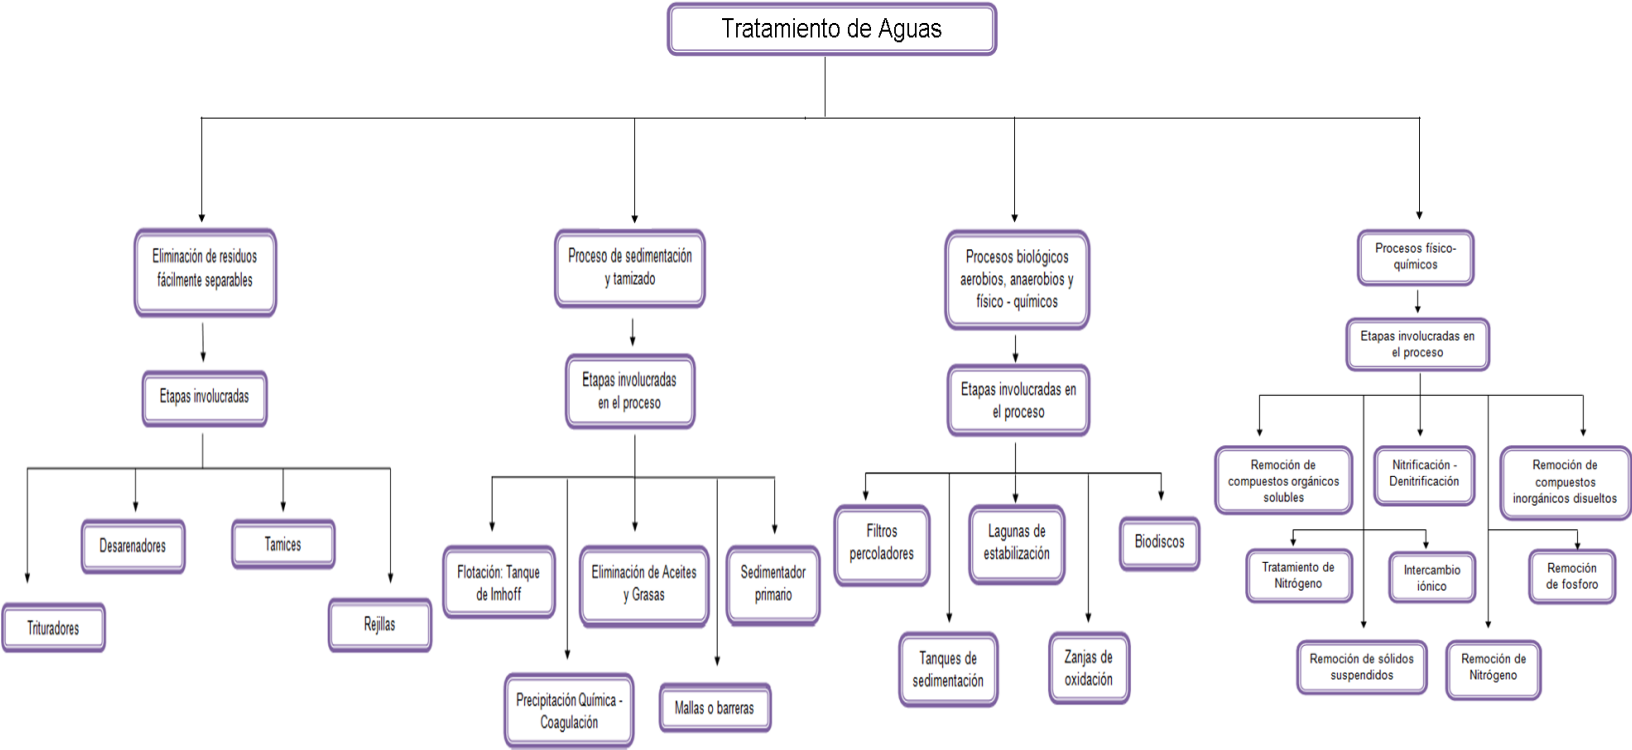 Tratamiento de Aguas
Eliminación de residuos
fácilmente separables
Proceso de sedimentación
y tamizado
Procesos biológicos
aerobios, anaerobios y
físico - químicos
Procesos físico-
químicos
Etapas involucradas
Etapas involucradas
en el proceso
Etapas involucradas en
el proceso
Etapas involucradas en
el proceso
Trituradores
Desarenadores
Tamices
Rejillas
Flotación: Tanque
de Imhoff
Eliminación de Aceites
y Grasas
Sedimentador
primario
Precipitación Química -
Coagulación
Mallas o barreras
Filtros
percoladores
Lagunas de
estabilización
Biodiscos
Tanques de
sedimentación
Zanjas de
oxidación
Remoción de
compuestos orgánicos
solubles
Nitrificación -
Denitrificación
Remoción de
compuestos
inorgánicos disueltos
Tratamiento de
Nitrógeno
Intercambio
iónico
Remoción
de fosforo
Remoción de sólidos
suspendidos
Remoción de
Nitrógeno